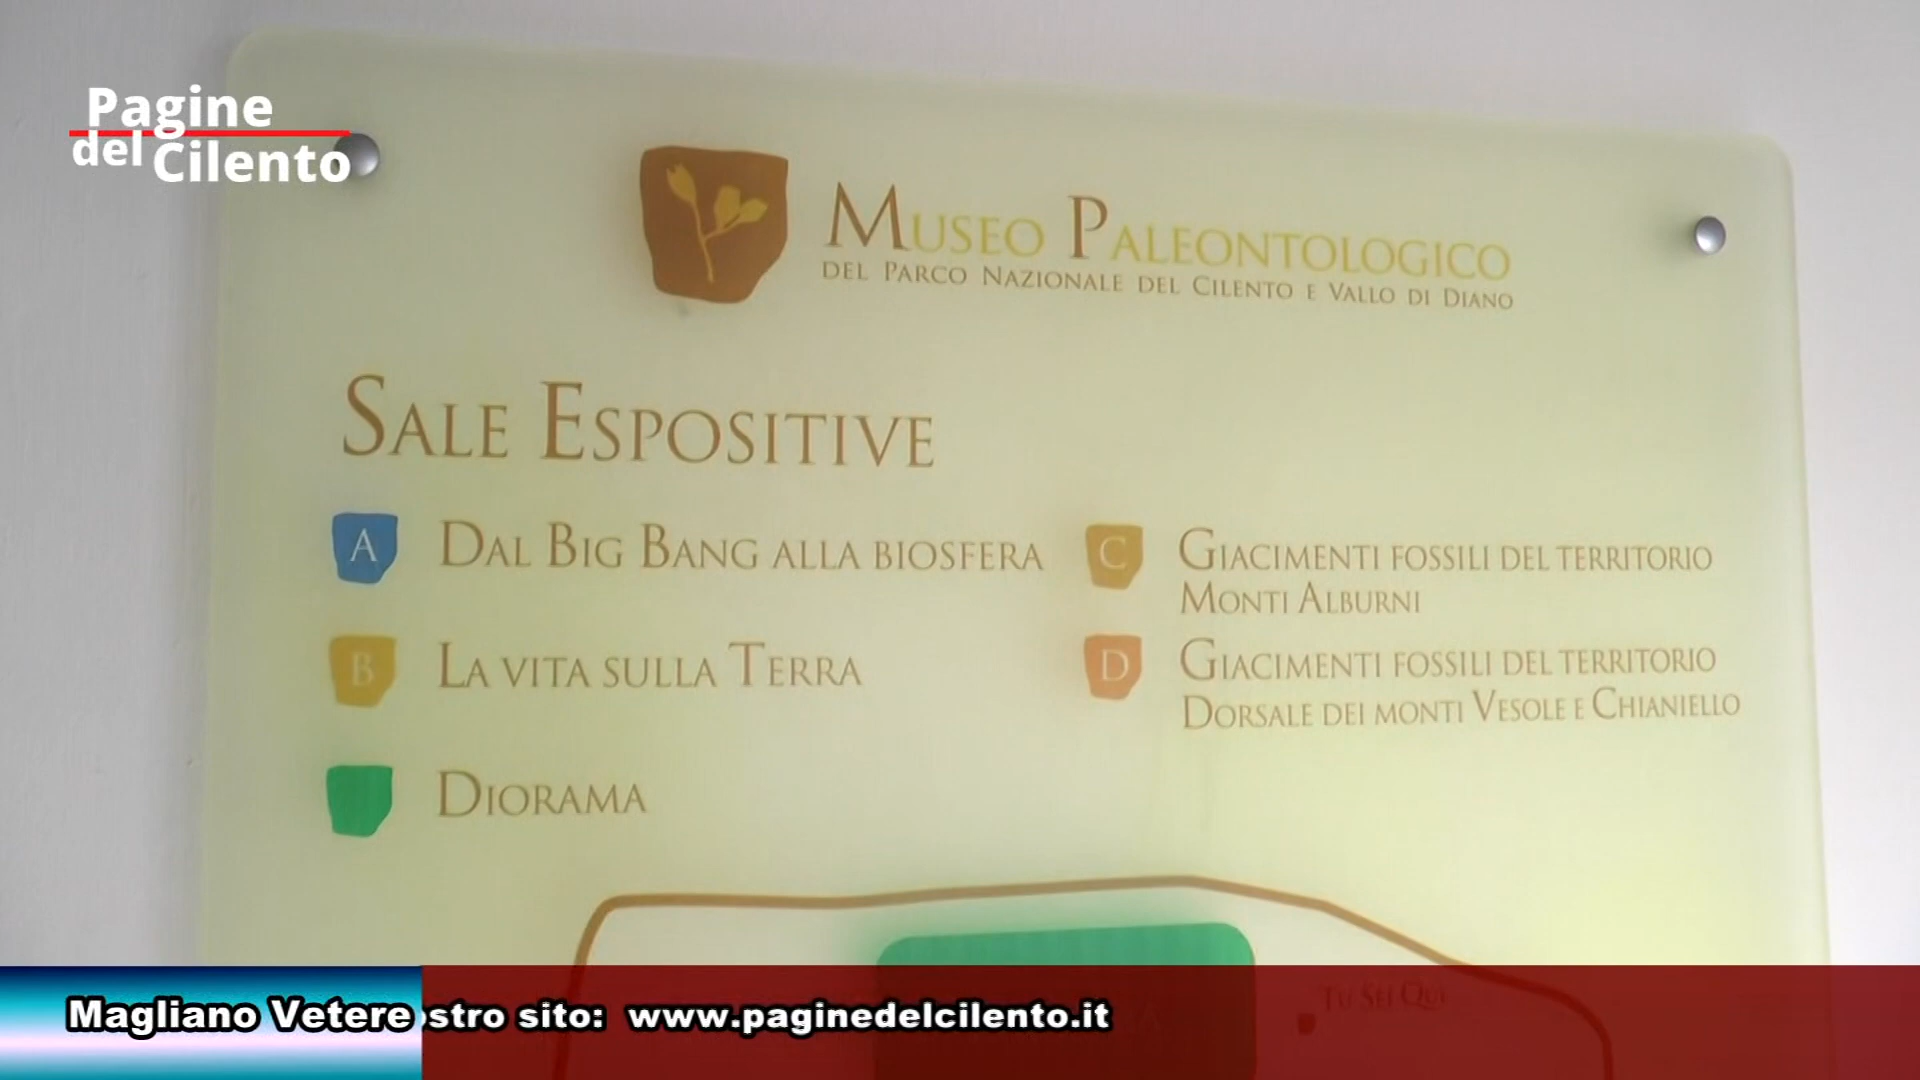 Pagine
del Cilento
Museo Paleontologico
del Parco Nazionale del Cilento e Vallo di Diano
Sale Espositive
A Dal Big Bang alla biosfera
B La vita sulla Terra
Diorama
C Giacimenti fossili del territorio
Monti Alburni
D Giacimenti fossili del territorio
Dorsale dei monti Vesole e Chianiello
Tu Sei Qui
Magliano Vetere
stro sito: www.paginedelcilento.it